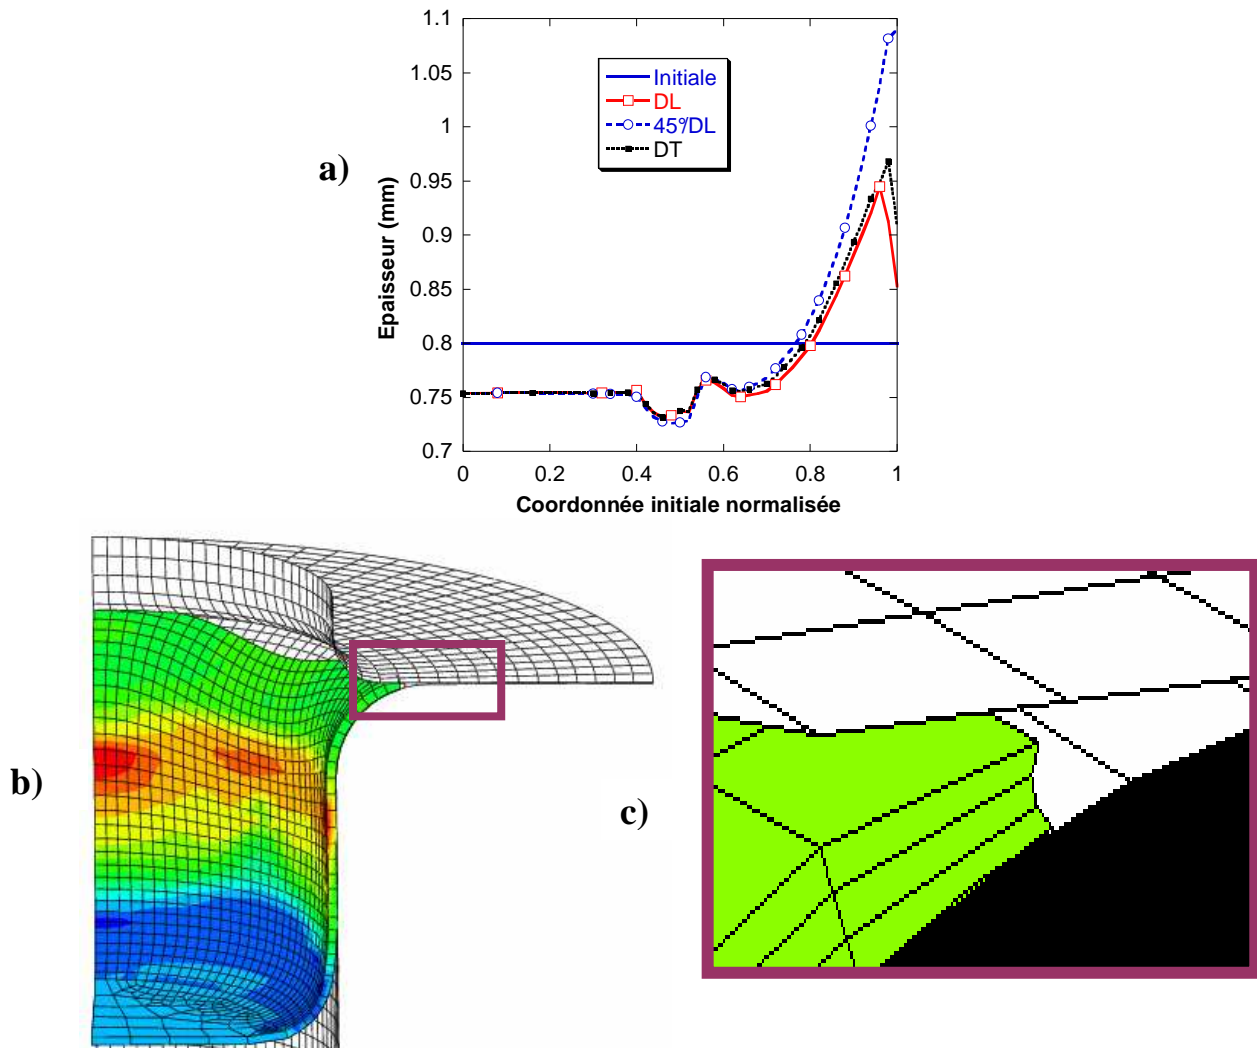 a)
1.1
1.05
1
0.95
0.9
0.85
0.8
0.75
0.7
Epaisseur (mm)
Initiale
DL
45°/DL
DT
0
0.2
0.4
0.6
0.8
1
Coordonnée initiale normalisée
b)
c)